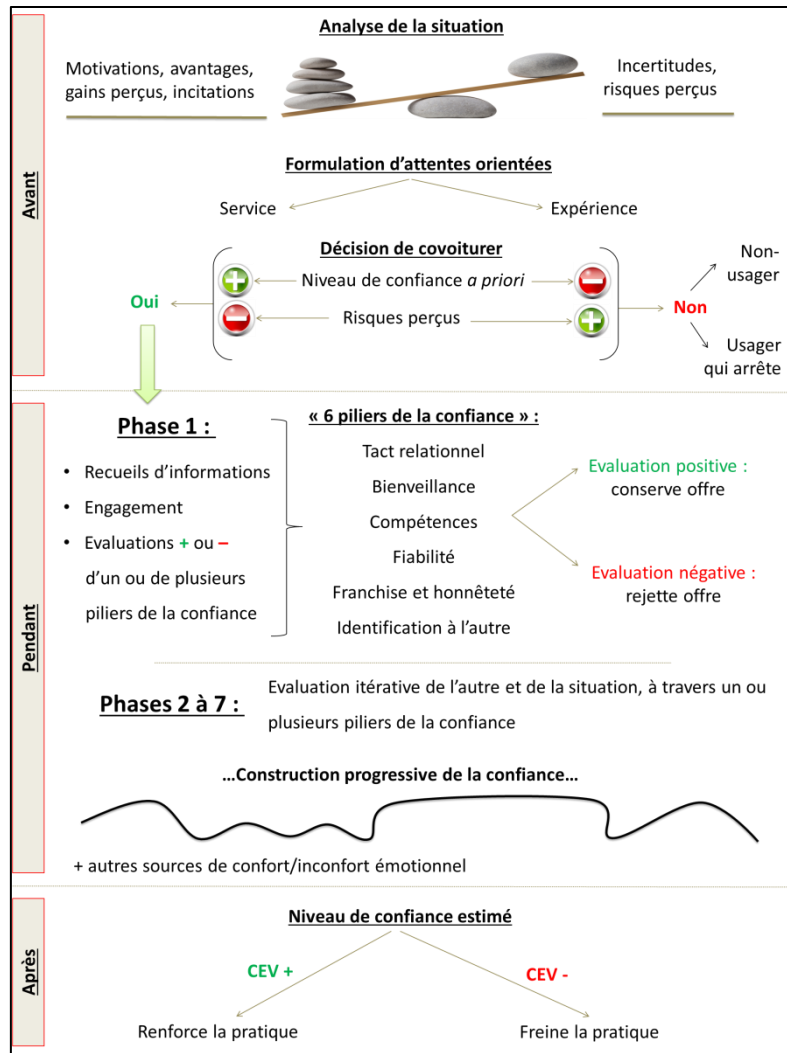 Avant
Analyse de la situation
Motivations, avantages,
gains perçus, incitations
Incertitudes,
risques perçus
Formulation d'attentes orientées
Service
Expérience
Décision de covoiturer
Niveau de confiance a priori
Risques perçus
Oui
Non
Non-
usager
Usager
qui arrête
Pendant
Phase 1 :
• Recueils d'informations
• Engagement
• Evaluations + ou –
d'un ou de plusieurs
piliers de la confiance
« 6 piliers de la confiance » :
Tact relationnel
Bienveillance
Compétences
Fiabilité
Franchise et honnêteté
Identification à l'autre
Evaluation positive :
conserve offre
Evaluation négative :
rejette offre
Phases 2 à 7 :
Evaluation itérative de l'autre et de la situation, à travers un ou
plusieurs piliers de la confiance
…Construction progressive de la confiance…
+ autres sources de confort/inconfort émotionnel
Après
Niveau de confiance estimé
CEV +
CEV -
Renforce la pratique
Freine la pratique